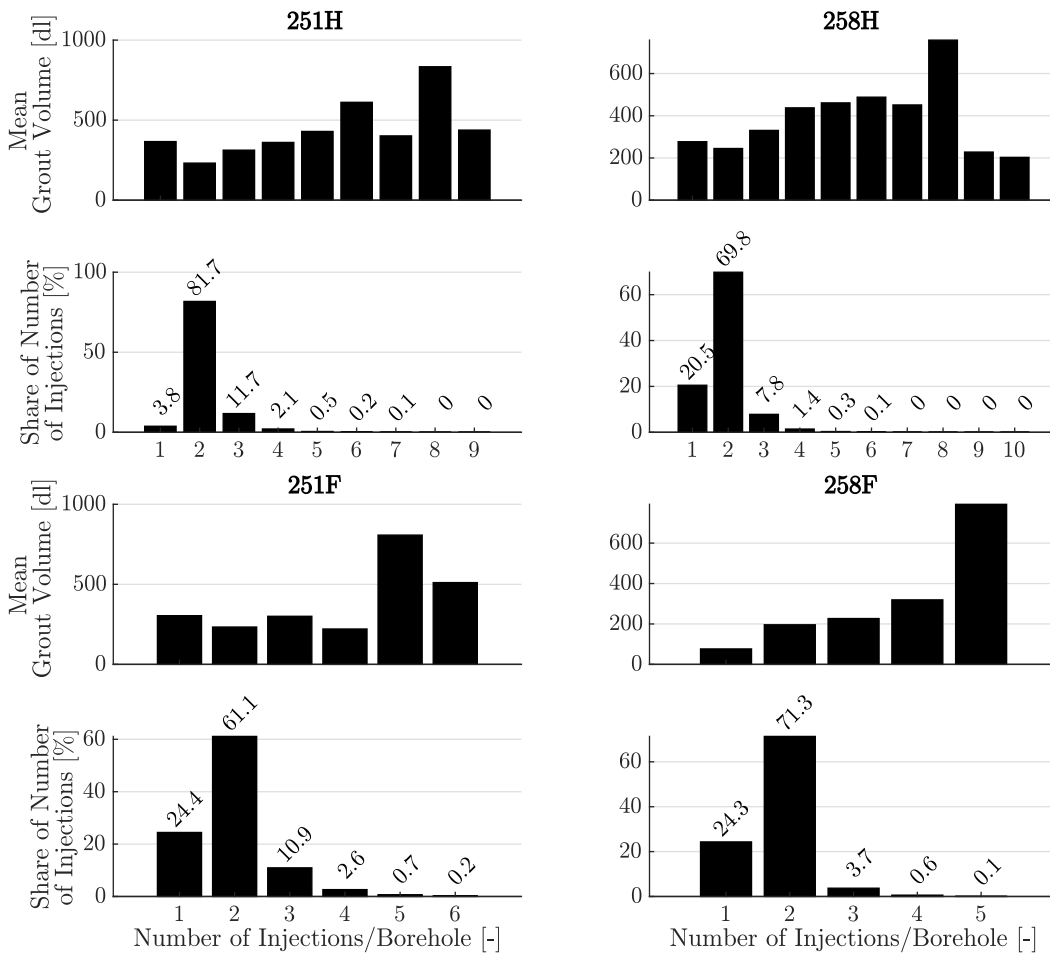 251H
Mean
Grout Volume [dl]
1000
500
0
258H
600
400
200
0
Share of Number
of Injections [%]
100
50
0
3.8 81.7 11.7 2.1 0.5 0.2 0.1 0 0
1 2 3 4 5 6 7 8 9
60
40
20
0
20.5 69.8 7.8 1.4 0.3 0.1 0 0 0 0
1 2 3 4 5 6 7 8 9 10
251F
Mean
Grout Volume [dl]
1000
500
0
258F
600
400
200
0
Share of Number
of Injections [%]
60
40
20
0
24.4 61.1 10.9 2.6 0.7 0.2
1 2 3 4 5 6
Number of Injections/Borehole [-]
60
40
20
0
24.3 71.3 3.7 0.6 0.1
1 2 3 4 5
Number of Injections/Borehole [-]